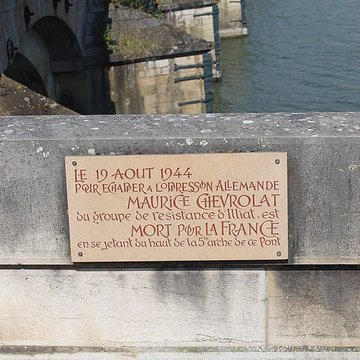 LE 19 AOUT 1944
POUR ECHAPPER A L'OPPRESSION ALLEMANDE
MAURICE CHEVROLAT
du groupe de resistance d'Illiat. est
MORT POUR LA FRANCE
en se jetant du haut de la 5e arche de ce Pont